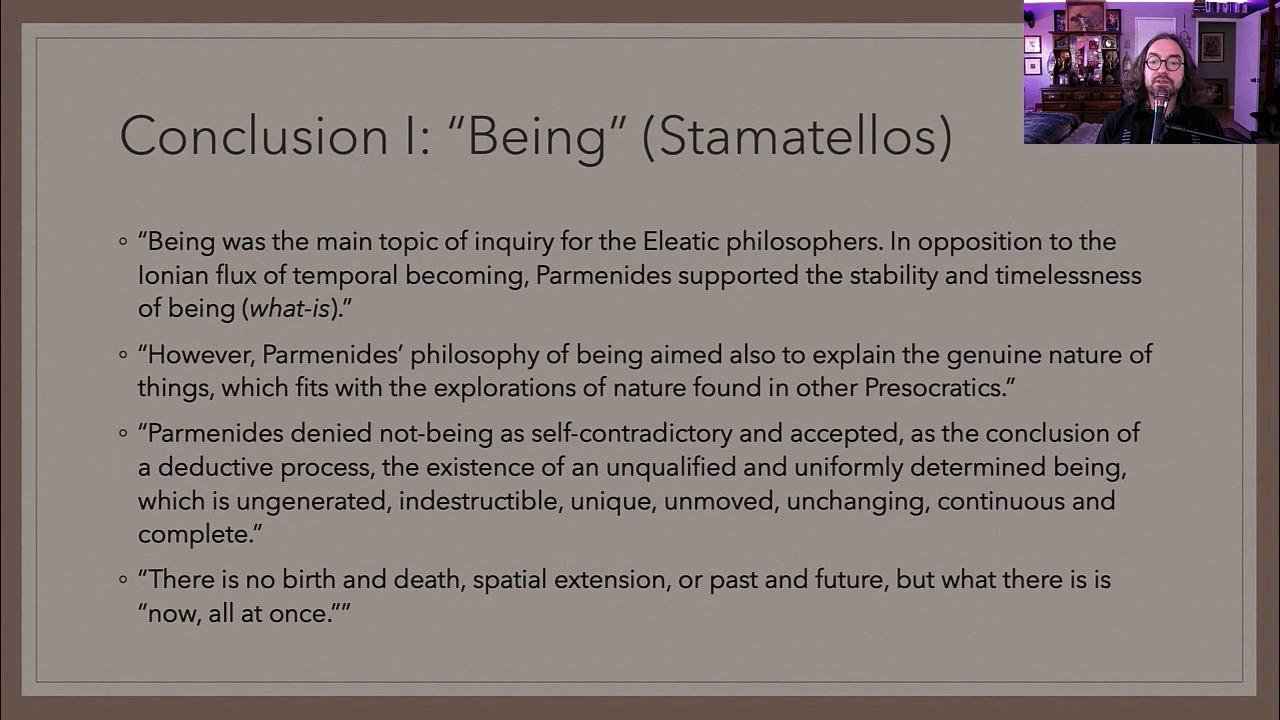 Conclusion I: “Being” (Stamatellos)
◦ “Being was the main topic of inquiry for the Eleatic philosophers. In opposition to the
Ionian flux of temporal becoming, Parmenides supported the stability and timelessness
of being (what-is).”
◦ “However, Parmenides’ philosophy of being aimed also to explain the genuine nature of
things, which fits with the explorations of nature found in other Presocratics.”
◦ “Parmenides denied not-being as self-contradictory and accepted, as the conclusion of
a deductive process, the existence of an unqualified and uniformly determined being,
which is ungenerated, indestructible, unique, unmoved, unchanging, continuous and
complete.”
◦ “There is no birth and death, spatial extension, or past and future, but what there is is
“now, all at once.””